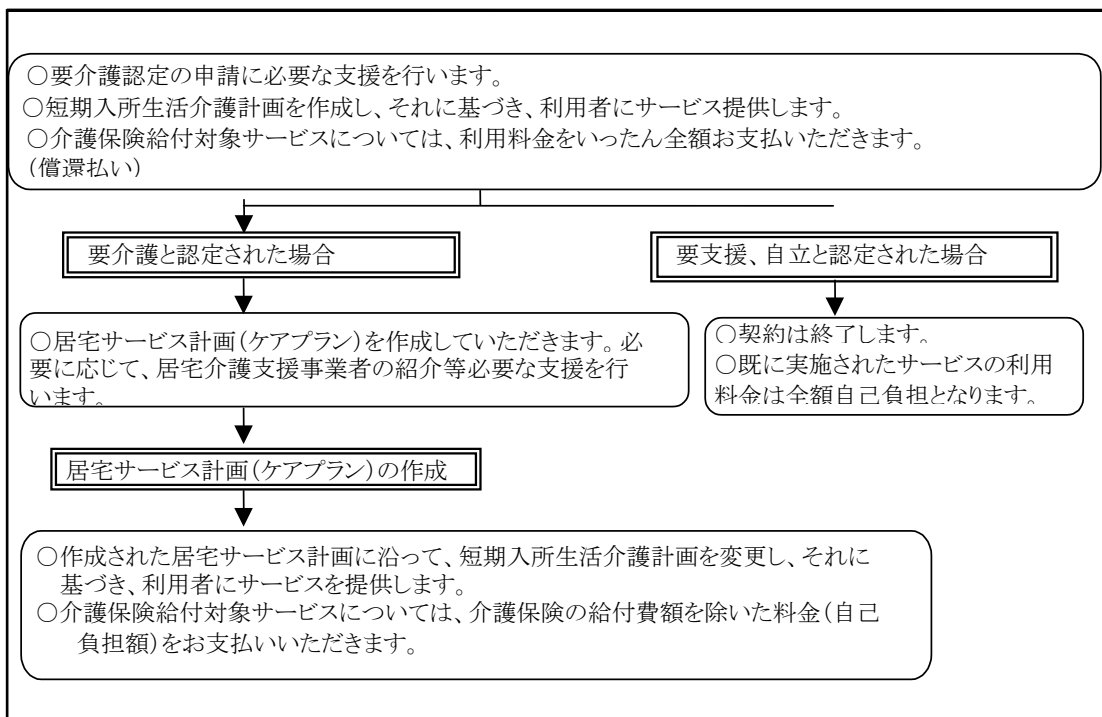 ○要介護認定の申請に必要な支援を行います。
○短期入所生活介護計画を作成し、それに基づき、利用者にサービス提供します。
○介護保険給付対象サービスについては、利用料金をいったん全額お支払いただきます。
(償還払い)
要介護と認定された場合
要支援、自立と認定された場合
○居宅サービス計画(ケアプラン)を作成していただきます。必
要に応じて、居宅介護支援事業者の紹介等必要な支援を行
います。
○契約は終了します。
○既に実施されたサービスの利用
料金は全額自己負担となります。
居宅サービス計画(ケアプラン)の作成
○作成された居宅サービス計画に沿って、短期入所生活介護計画を変更し、それに
基づき、利用者にサービスを提供します。
○介護保険給付対象サービスについては、介護保険の給付費額を除いた料金(自己
負担額)をお支払いいただきます。